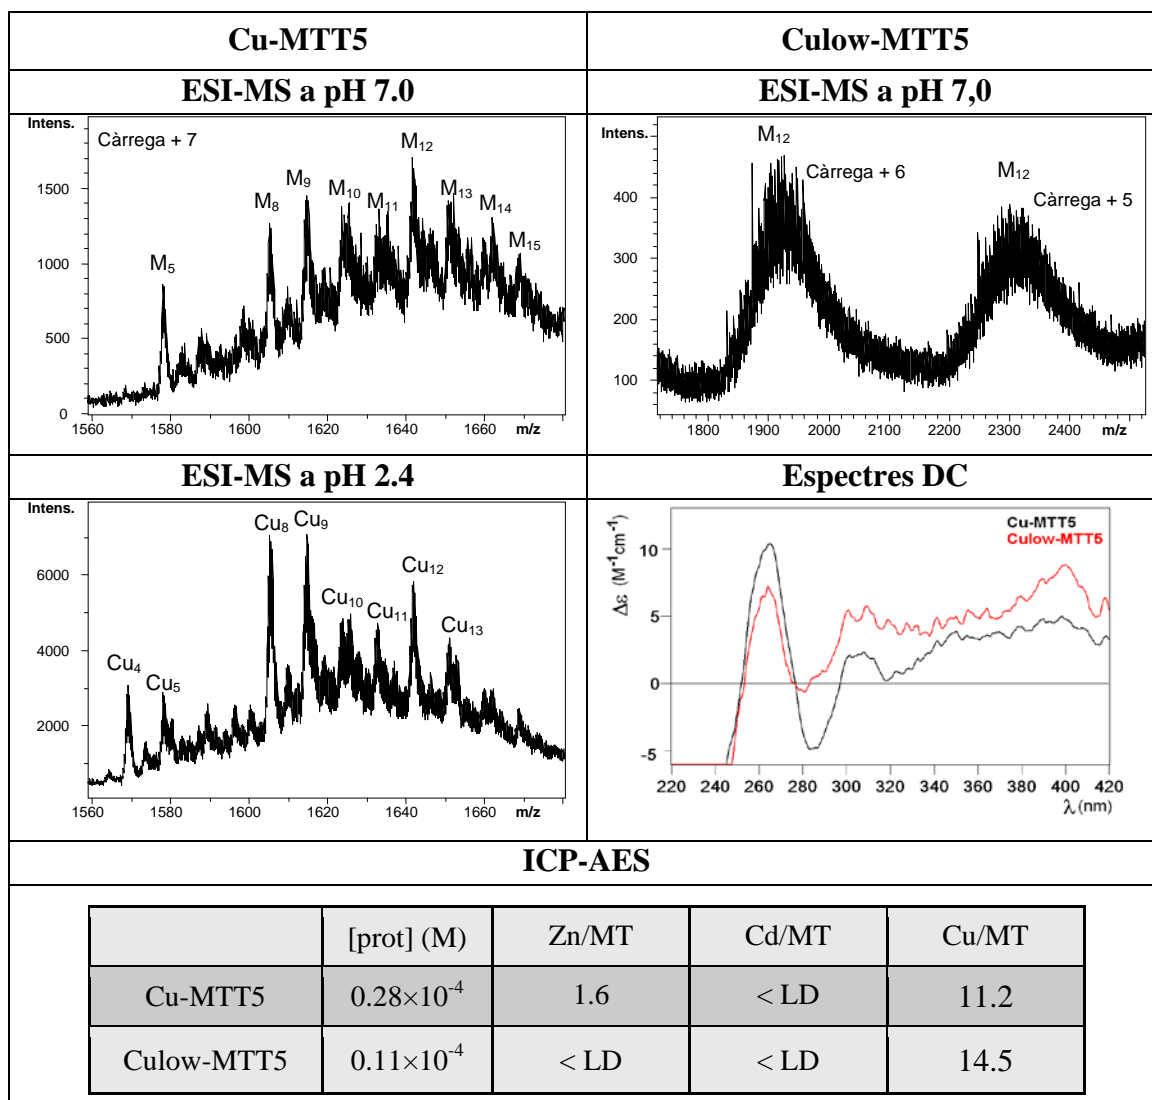 Cu-MTT5
Culow-MTT5
ESI-MS a pH 7.0
ESI-MS a pH 7,0
Intens.
Càrrega + 7
M5
M8
M9
M10
M11
M12
M13
M14
M15
1500
1000
500
0
1560 1580 1600 1620 1640 1660 m/z
Intens.
M12
Càrrega + 6
M12
Càrrega + 5
400
300
200
100
1800 1900 2000 2100 2200 2300 2400 m/z
ESI-MS a pH 2.4
Espectres DC
Intens.
Cu4
Cu5
Cu8
Cu9
Cu10
Cu11
Cu12
Cu13
6000
4000
2000
0
1560 1580 1600 1620 1640 1660 m/z
Δε (M-1cm-1)
Cu-MTT5
Culow-MTT5
10
5
0
-5
220 240 260 280 300 320 340 360 380 400 420
λ (nm)
ICP-AES
[prot] (M) Zn/MT Cd/MT Cu/MT
Cu-MTT5 0.28×10-4 1.6 < LD 11.2
Culow-MTT5 0.11×10-4 < LD < LD 14.5